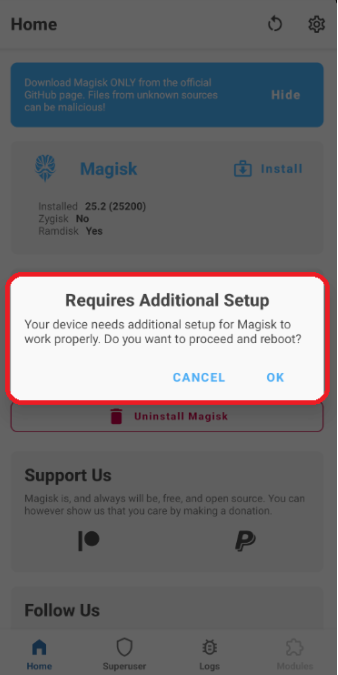 Home
Download Magisk ONLY from the official
GitHub page. Files from unknown sources
can be malicious!
Hide
Magisk
Install
Installed 25.2 (25200)
Zygisk No
Ramdisk Yes
Requires Additional Setup
Your device needs additional setup for Magisk to
work properly. Do you want to proceed and reboot?
CANCEL
OK
Uninstall Magisk
Support Us
Magisk is, and always will be, free, and open source. You can
however show us that you care by making a donation.
Follow Us
Home
Superuser
Logs
Modules